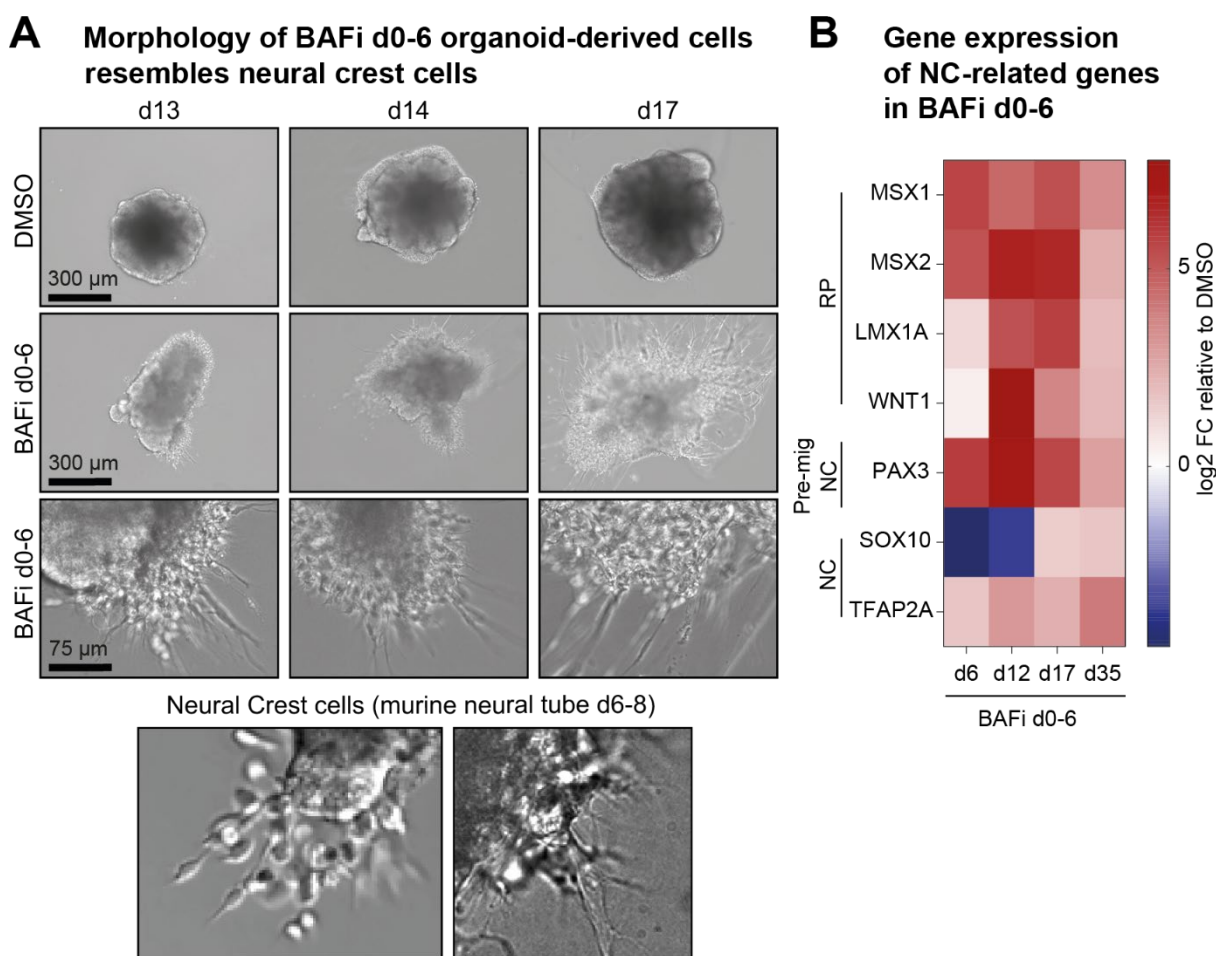 A
Morphology of BAFi d0-6 organoid-derived cells
resembles neural crest cells
d13
d14
d17
DMSO
300 µm
BAFi d0-6
300 µm
BAFi d0-6
75 µm
Neural Crest cells (murine neural tube d6-8)
B
Gene expression
of NC-related genes
in BAFi d0-6
RP
Pre-mig
NC
NC
MSX1
MSX2
LMX1A
WNT1
PAX3
SOX10
TFAP2A
d6
d12
d17
d35
BAFi d0-6
5
0
log2 FC relative to DMSO